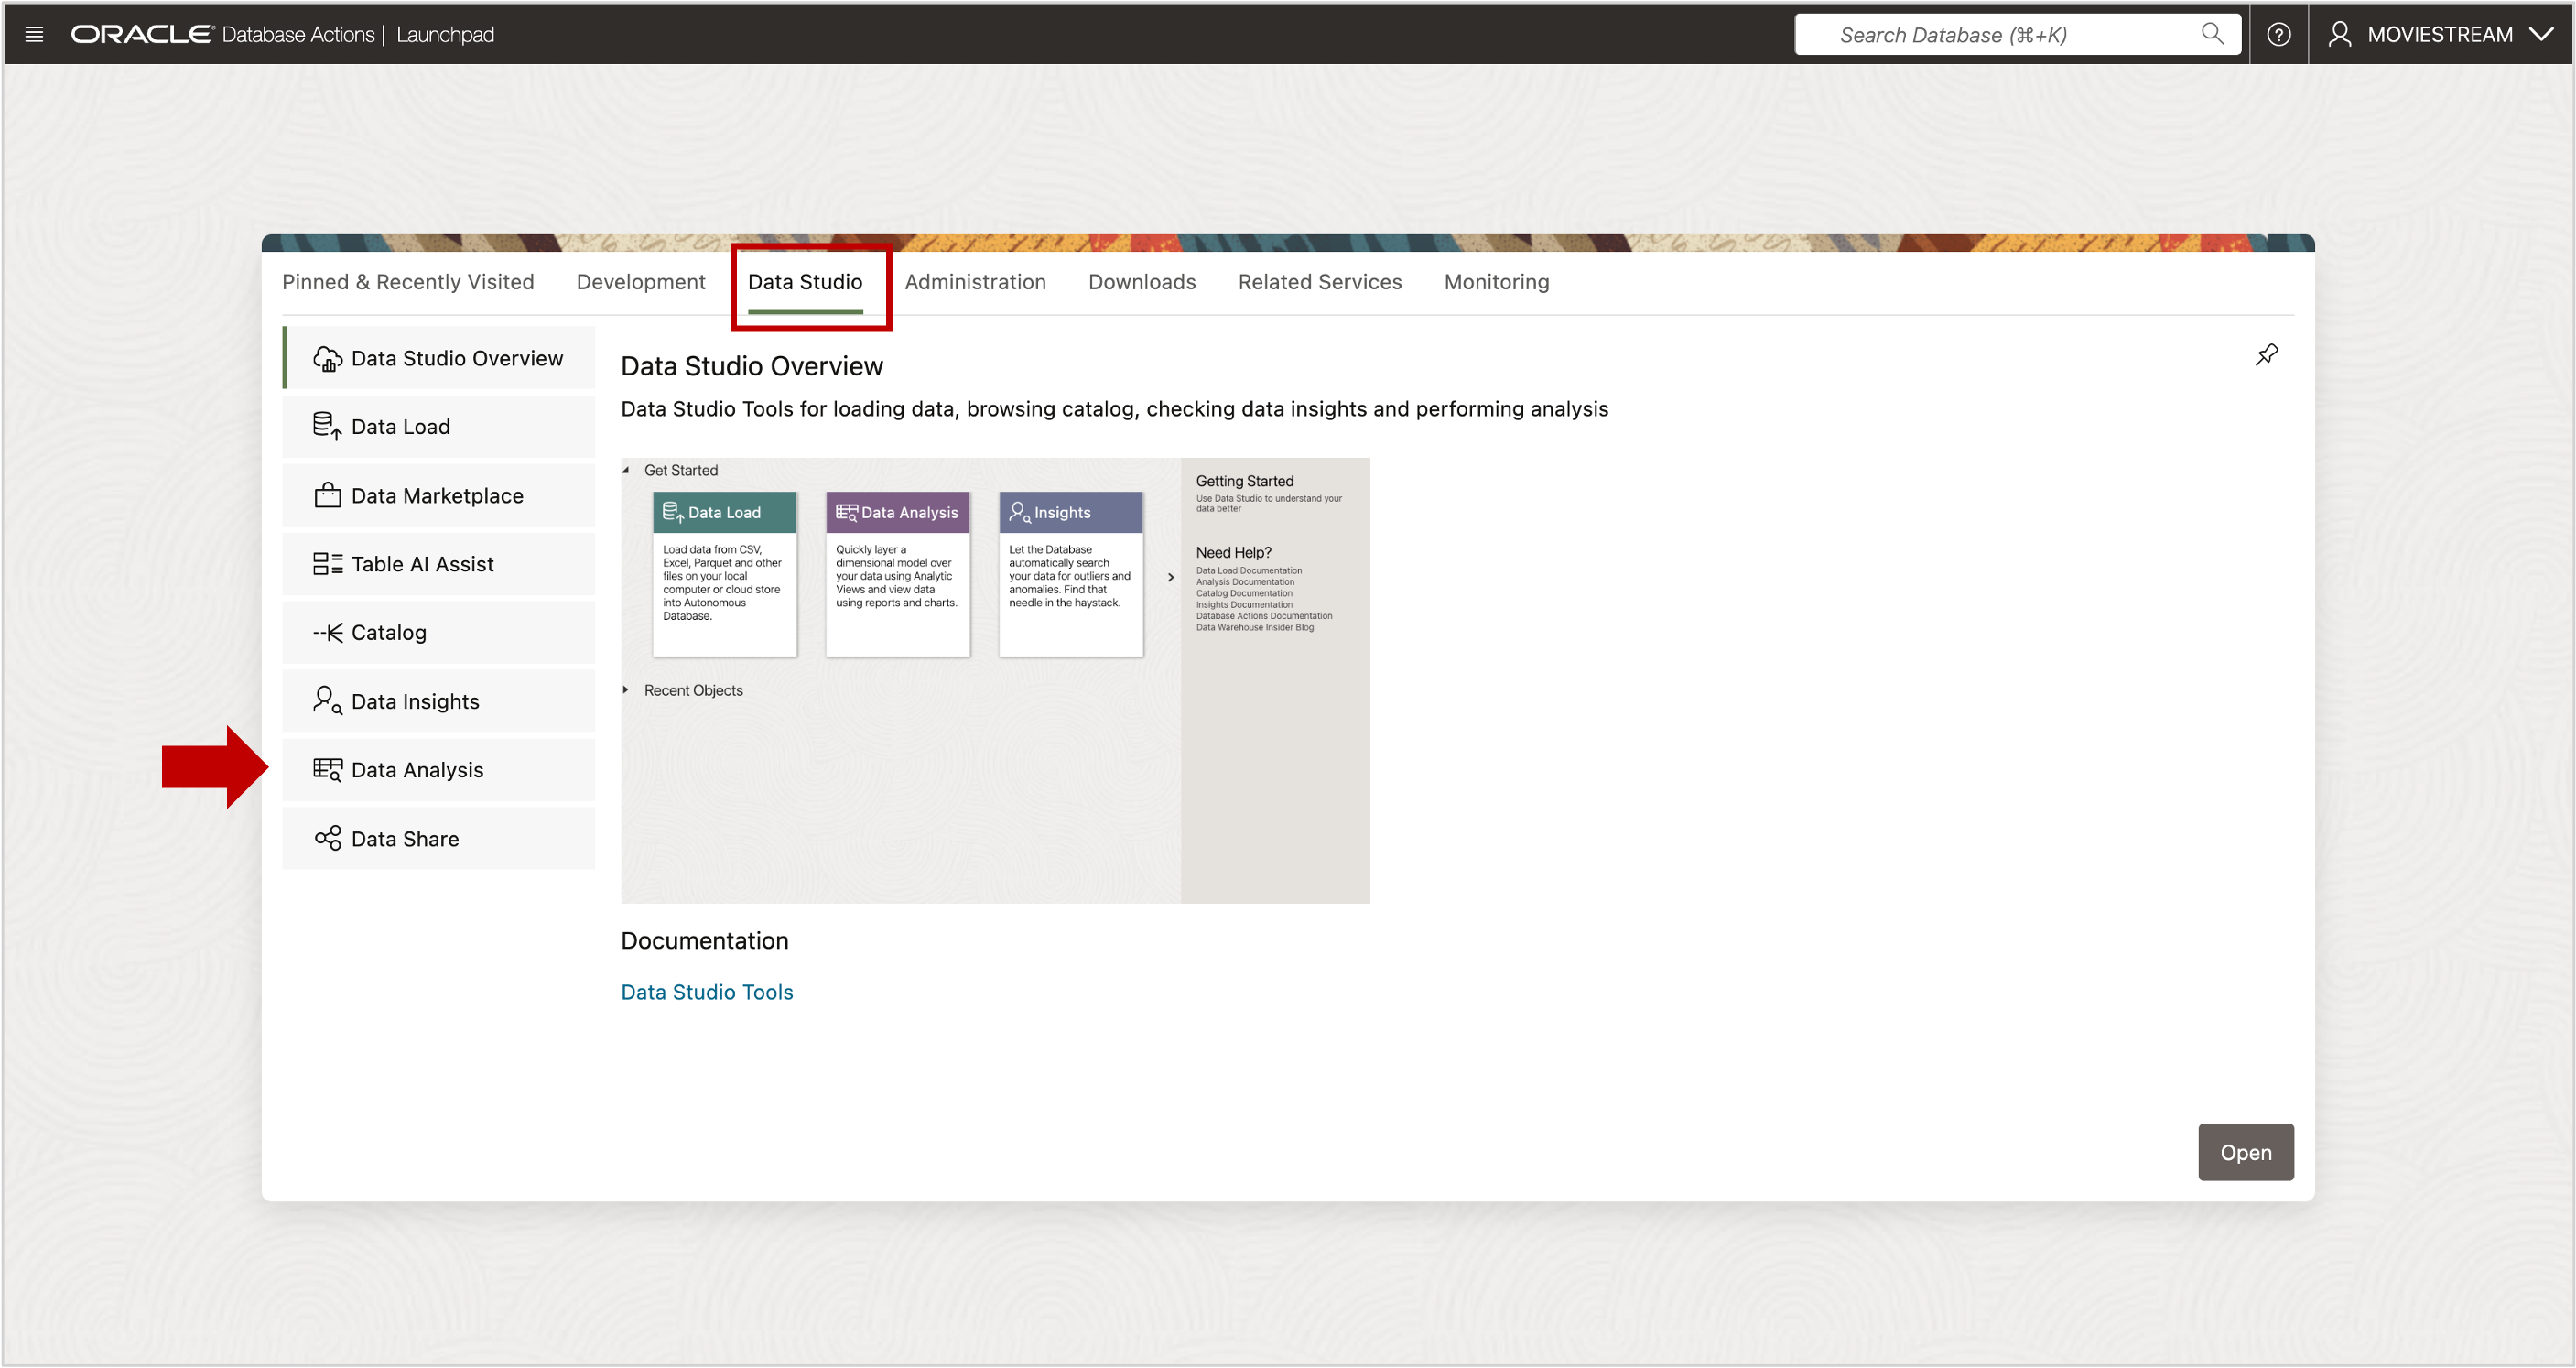 ORACLE Database Actions | Launchpad
Search Database (⌘+K)
MOVIESTREAM
Pinned & Recently Visited
Development
Data Studio
Administration
Downloads
Related Services
Monitoring
Data Studio Overview
Data Load
Data Marketplace
Table AI Assist
Catalog
Data Insights
Data Analysis
Data Share
Data Studio Overview
Data Studio Tools for loading data, browsing catalog, checking data insights and performing analysis
Get Started
Data Load
Load data from CSV,
Excel, Parquet and other
files on your local
computer or cloud store
into Autonomous
Database.
Data Analysis
Quickly layer a
dimensional model over
your data using Analytic
Views and view data
using reports and charts.
Insights
Let the Database
automatically search
your data for outliers and
anomalies. Find that
needle in the haystack.
Recent Objects
Getting Started
Use Data Studio to understand your
data better
Need Help?
Data Load Documentation
Analysis Documentation
Catalog Documentation
Insights Documentation
Database Actions Documentation
Data Warehouse Insider Blog
Documentation
Data Studio Tools
Open